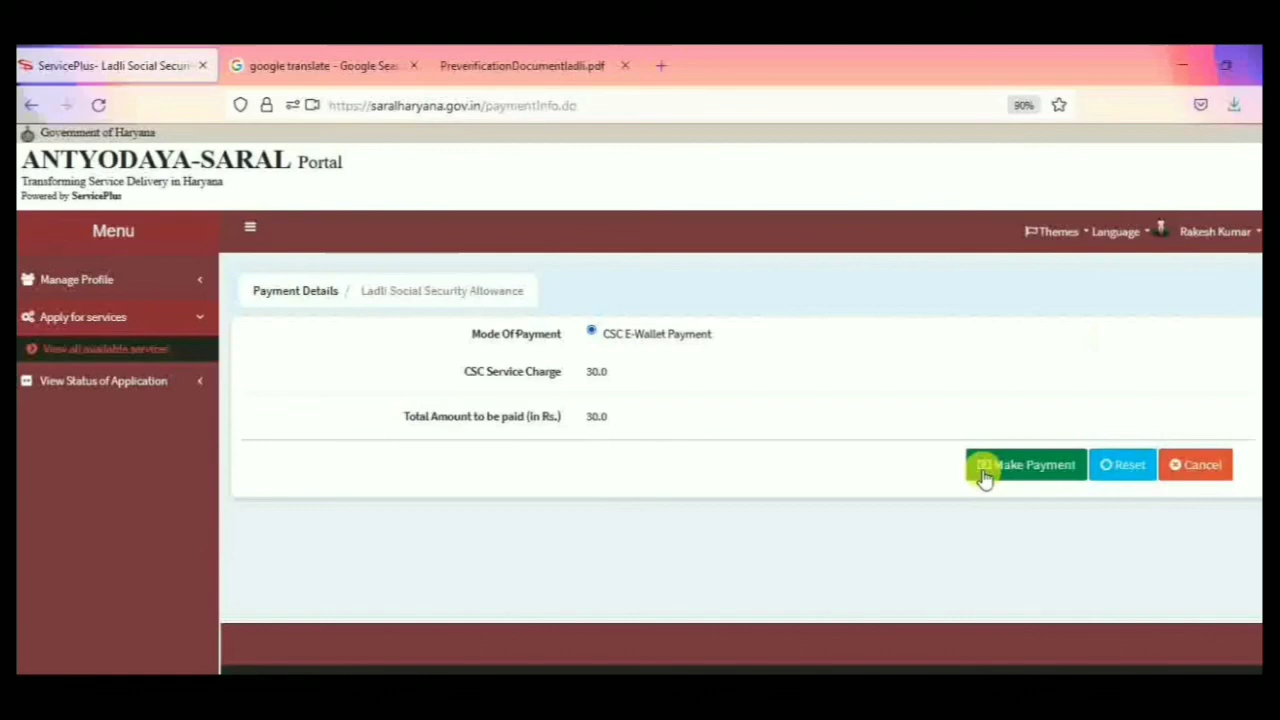 ServicePlus- Ladli Social Securi
google translate - Google Sea
PreverificationDocumentladli.pdf
https://saralharyana.gov.in/paymentInfo.do
90%
Government of Haryana
ANTYODAYA-SARAL Portal
Transforming Service Delivery in Haryana
Powered by ServicePlus
Menu
Themes
Language
Rakesh Kumar
Manage Profile
Apply for services
View all available services
View Status of Application
Payment Details / Ladli Social Security Allowance
Mode Of Payment CSC E-Wallet Payment
CSC Service Charge 30.0
Total Amount to be paid (in Rs.) 30.0
Make Payment
Reset
Cancel